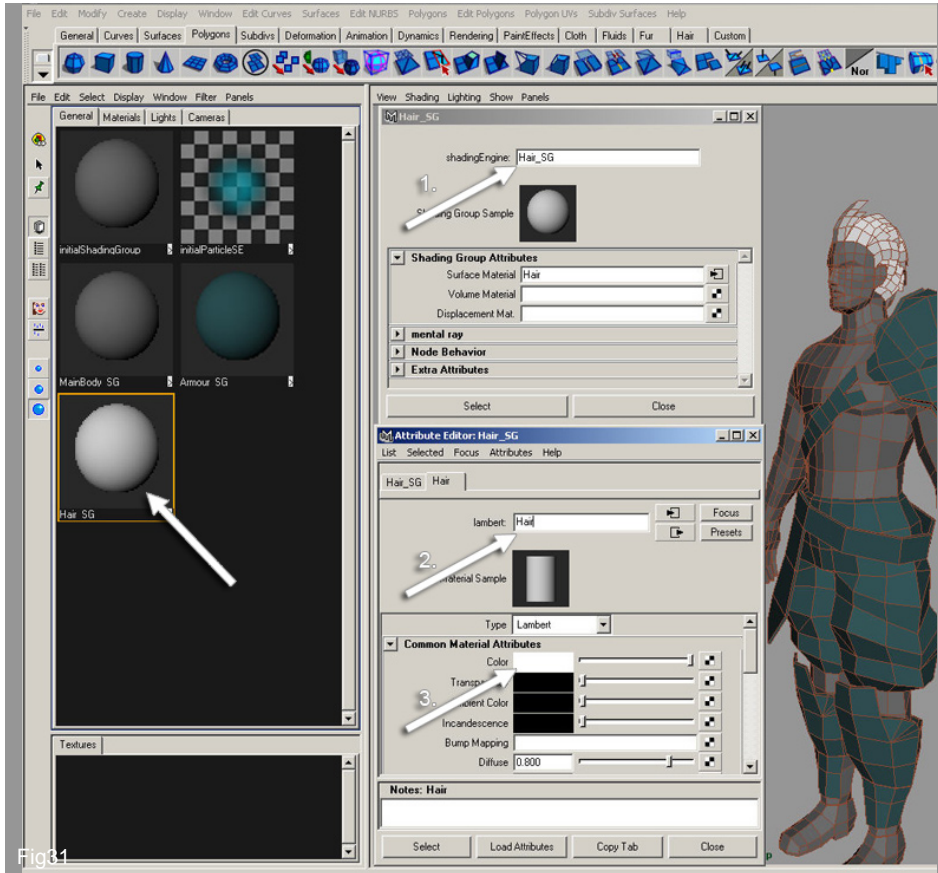 File Edit Modify Create Display Window Edit Curves Surfaces Edit NURBS Polygons Edit Polygons Polygon UVs Subdiv Surfaces Help
General Curves Surfaces Polygons Subdivs Deformation Animation Dynamics Rendering PaintEffects Cloth Fluids Fur Hair Custom
Nor
File Edit Select Display Window Filter Panels
General Materials Lights Cameras
initialShadingGroup
initialParticleSE
MainBody SG
Armour SG
Hair SG
Textures
Fig31
View Shading Lighting Show Panels
Hair_SG
shadingEngine: Hair_SG
1.
Shading Group Sample
Shading Group Attributes
Surface Material Hair
Volume Material
Displacement Mat.
mental ray
Node Behavior
Extra Attributes
Select Close
Attribute Editor: Hair_SG
List Selected Focus Attributes Help
Hair_SG Hair
lambert: Hair
Focus
Presets
2.
Material Sample
Type Lambert
Common Material Attributes
Color
Transpa
3.
mbient Color
Incandescence
Bump Mapping
Diffuse 0.800
Notes: Hair
Select Load Attributes Copy Tab Close
p